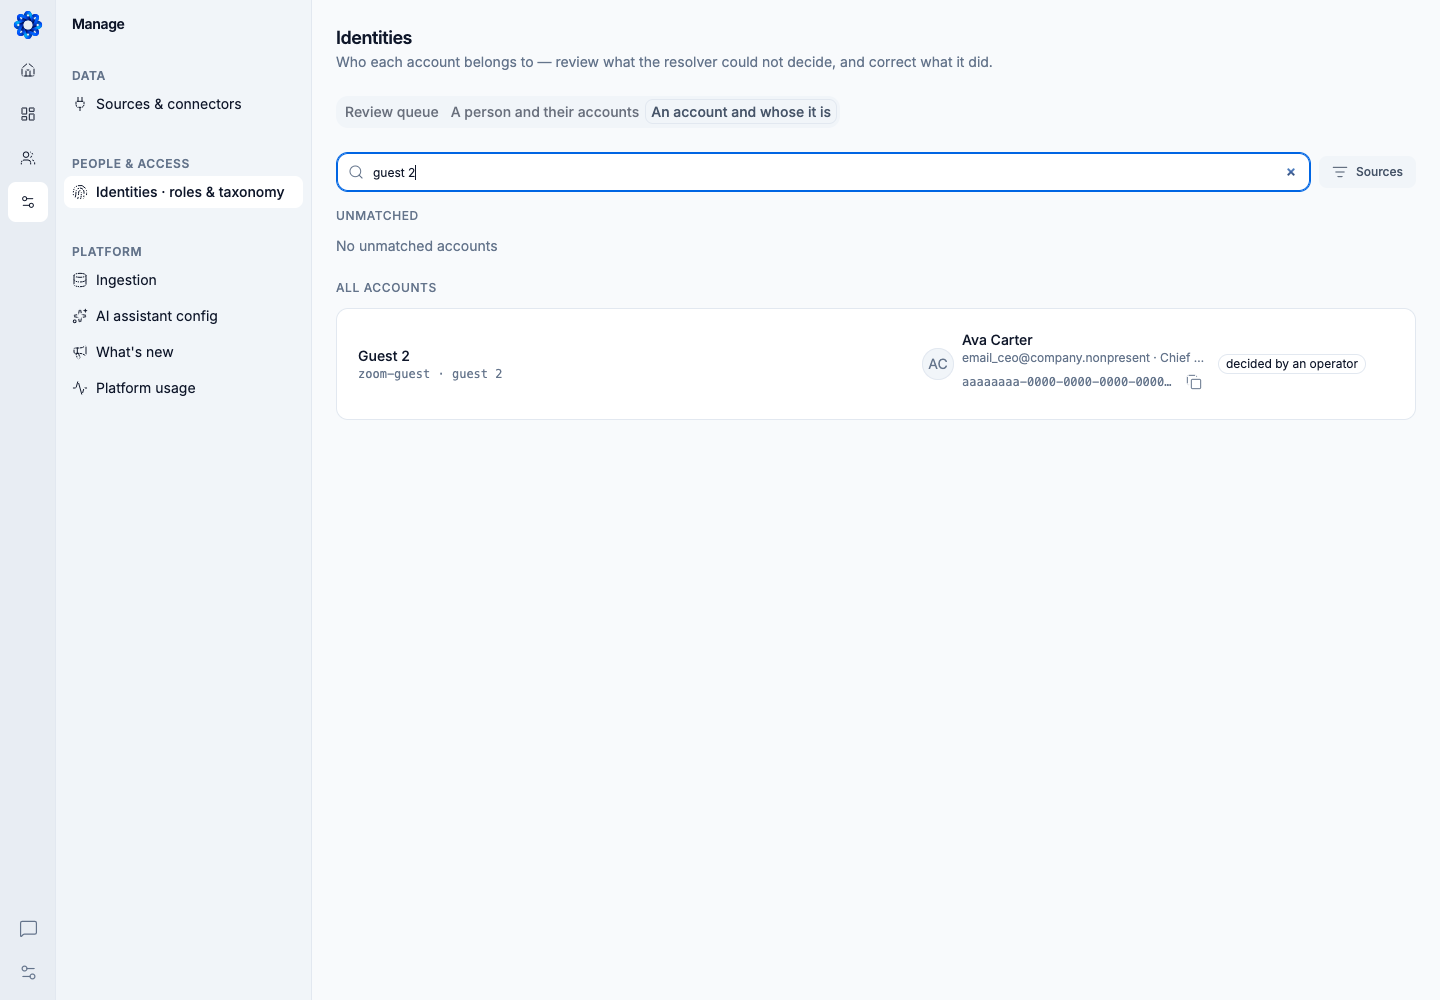 Manage
DATA
Sources & connectors
PEOPLE & ACCESS
Identities · roles & taxonomy
PLATFORM
Ingestion
AI assistant config
What's new
Platform usage
Identities
Who each account belongs to — review what the resolver could not decide, and correct what it did.
Review queue
A person and their accounts
An account and whose it is
guest 2
Sources
UNMATCHED
No unmatched accounts
ALL ACCOUNTS
Guest 2
zoom-guest · guest 2
AC
Ava Carter
email_ceo@company.nonpresent · Chief ...
aaaaaaaa-0000-0000-0000-0000…
decided by an operator